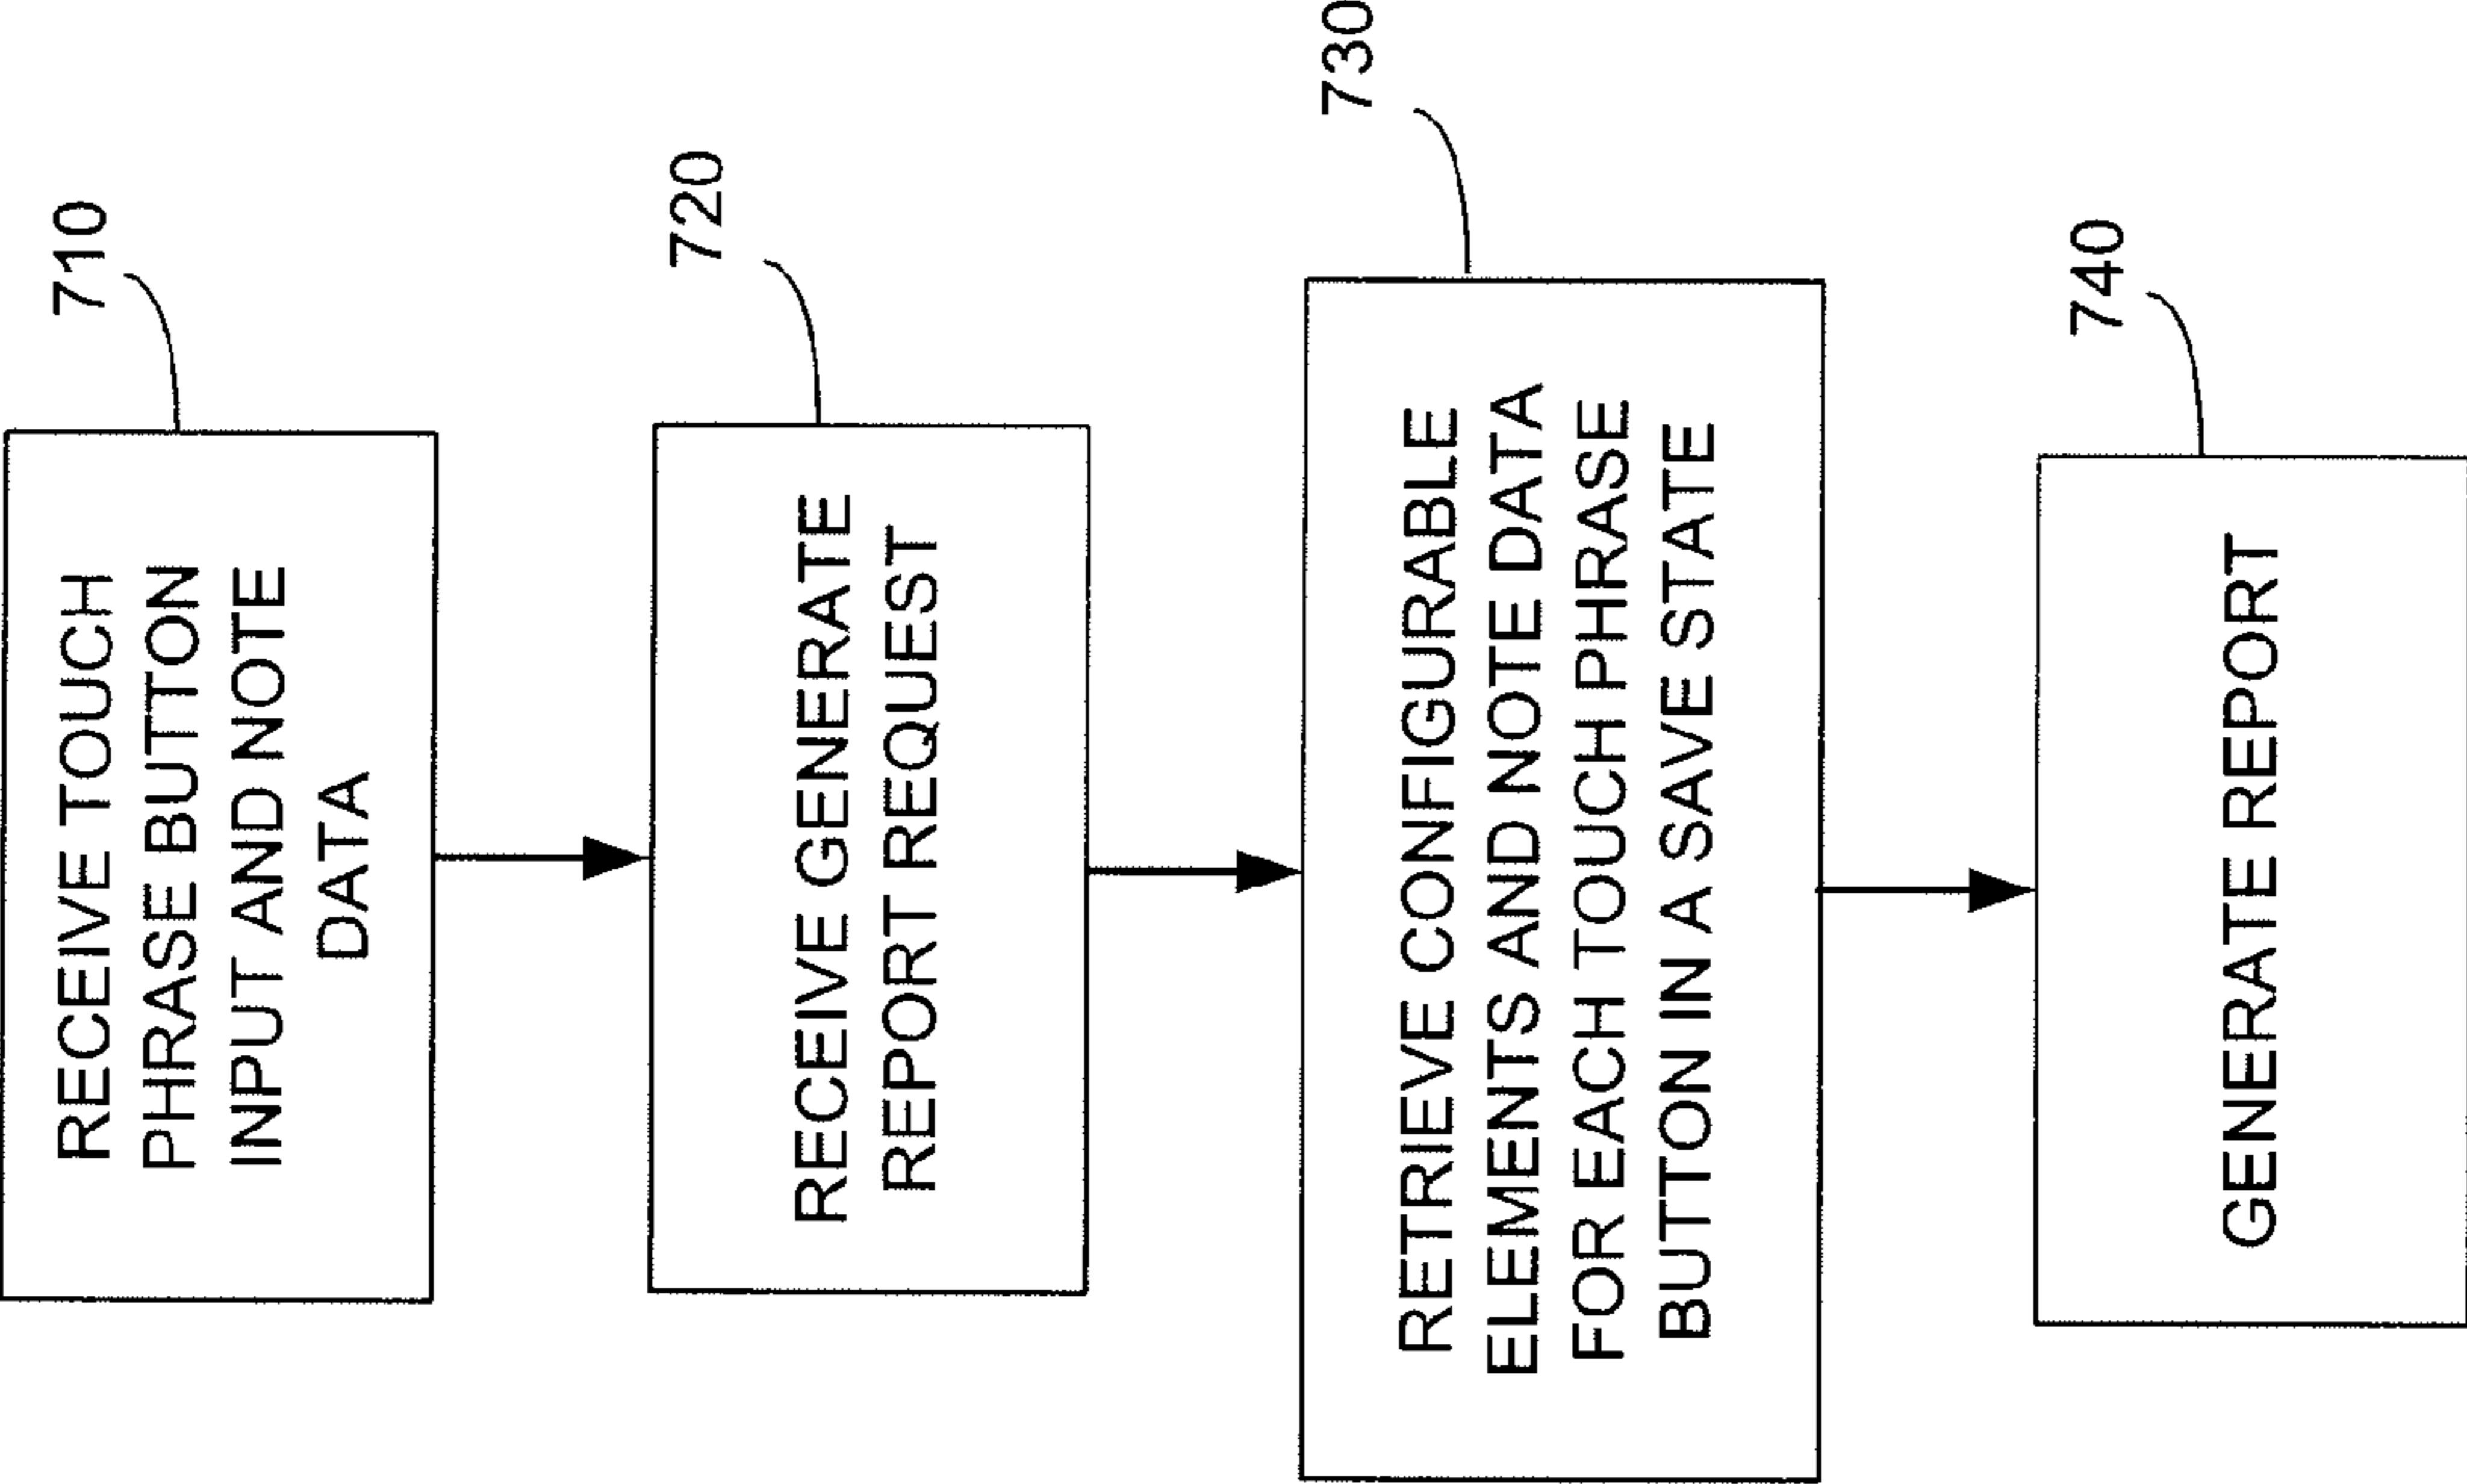 710
RECEIVE TOUCH
PHRASE BUTTON
INPUT AND NOTE
DATA
720
RECEIVE GENERATE
REPORT REQUEST
730
RETRIEVE CONFIGURABLE
ELEMENTS AND NOTE DATA
FOR EACH TOUCH PHRASE
BUTTON IN A SAVE STATE
740
GENERATE REPORT